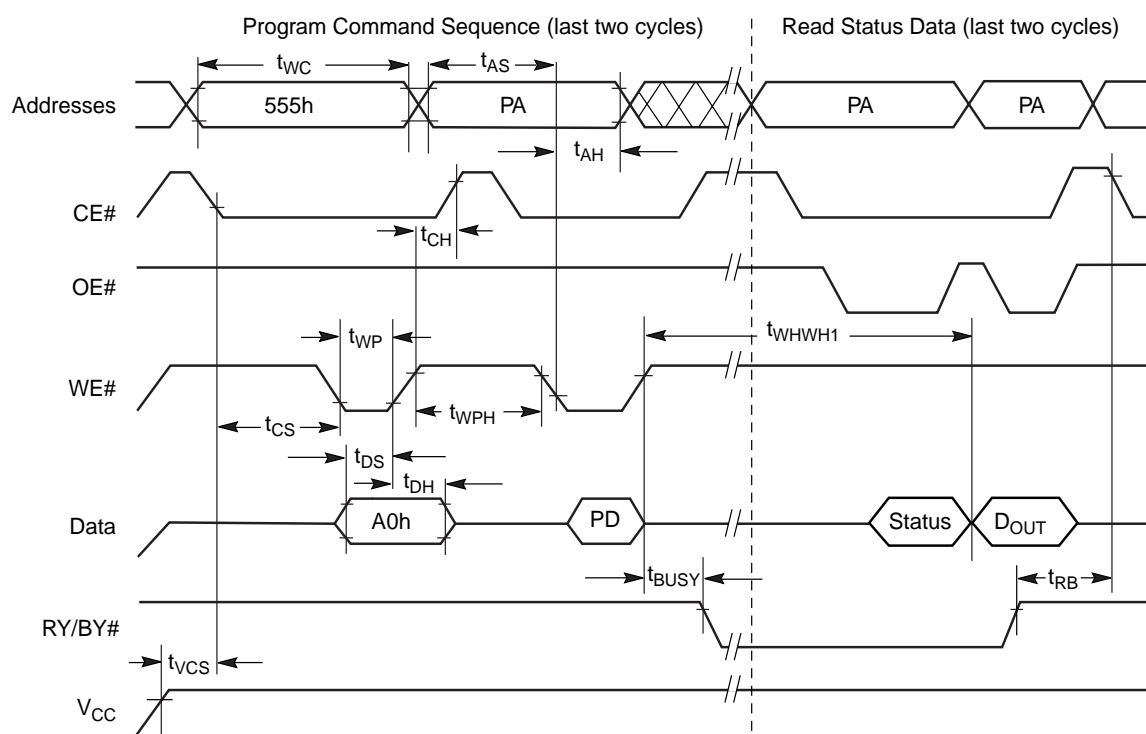 Program Command Sequence (last two cycles)
Read Status Data (last two cycles)
tWC
tAS
Addresses
555h
PA
PA
PA
tAH
CE#
tCH
OE#
tWP
tWHWH1
WE#
tCS
tWPH
tDS
tDH
Data
A0h
PD
Status
DOUT
tBUSY
tRB
RY/BY#
tVCS
VCC